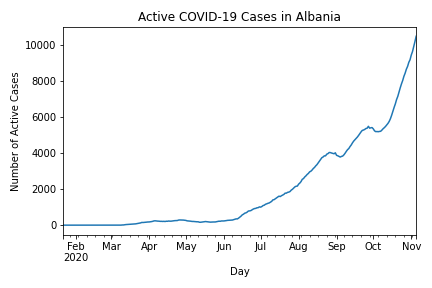 Active COVID-19 Cases in Albania
Number of Active Cases
10000
8000
6000
4000
2000
0
Feb Mar Apr May Jun Jul Aug Sep Oct Nov
2020
Day